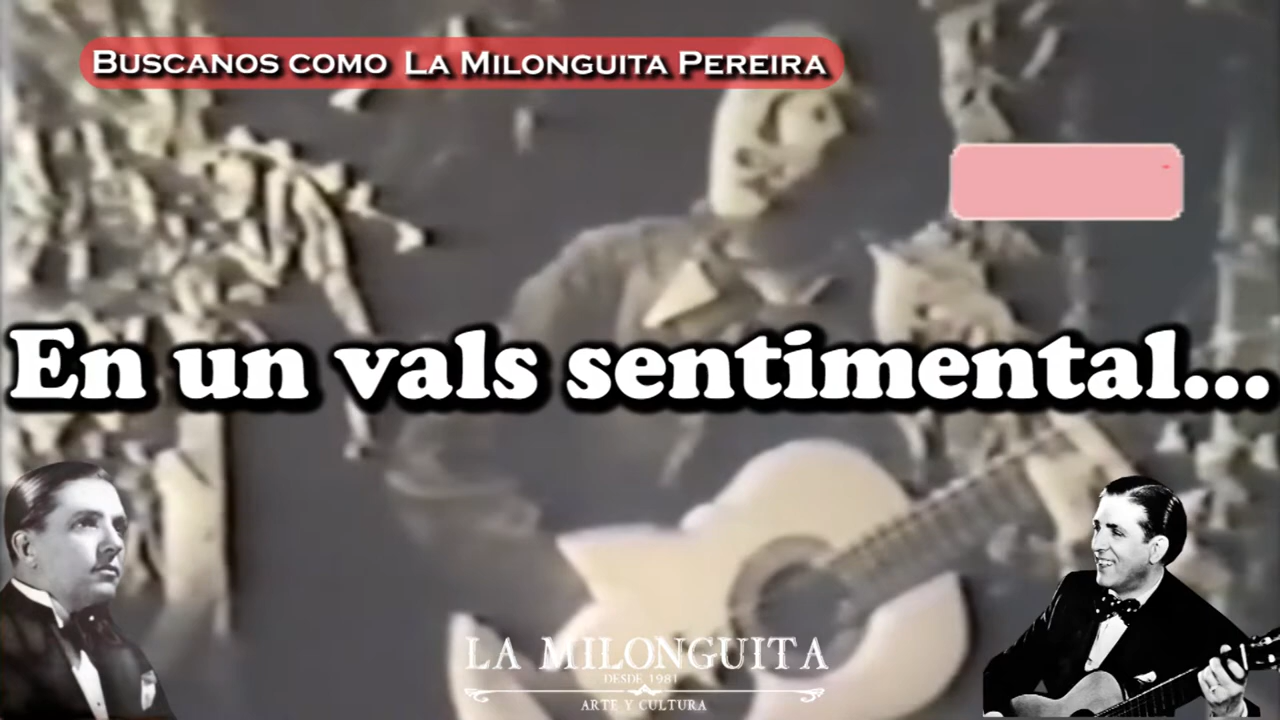 BUSCANOS COMO LA MILONGUITA PEREIRA
En un vals sentimental...
LA MILONGUITA
DESDE 1981
ARTE Y CULTURA